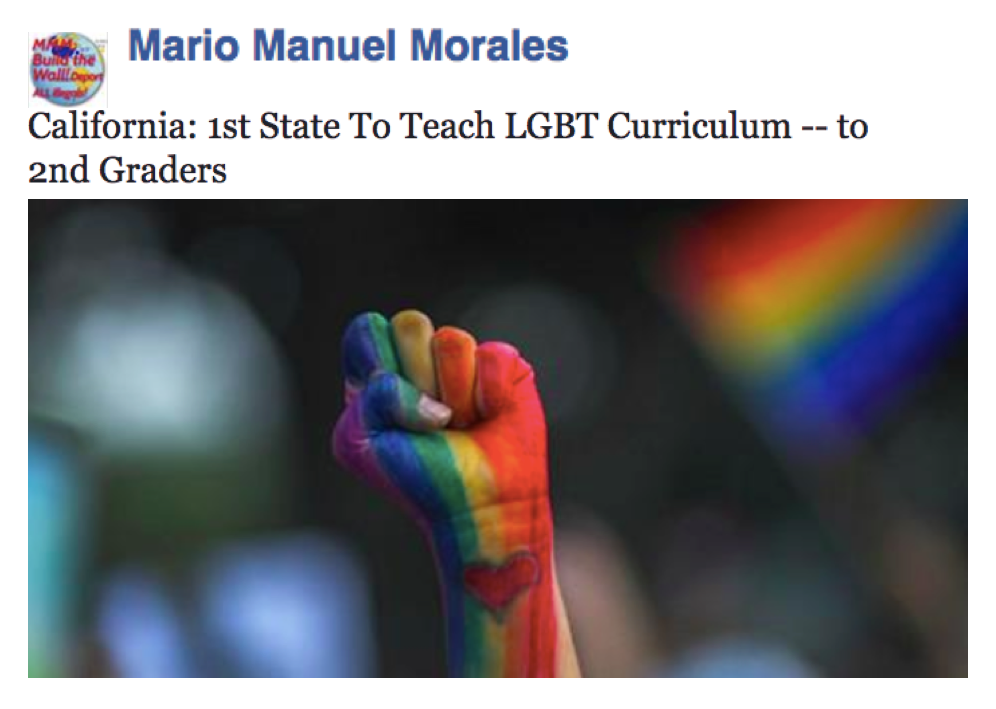 MMM:
Build the
Wall! Deport
ALL illegals!
Mario Manuel Morales
California: 1st State To Teach LGBT Curriculum -- to
2nd Graders